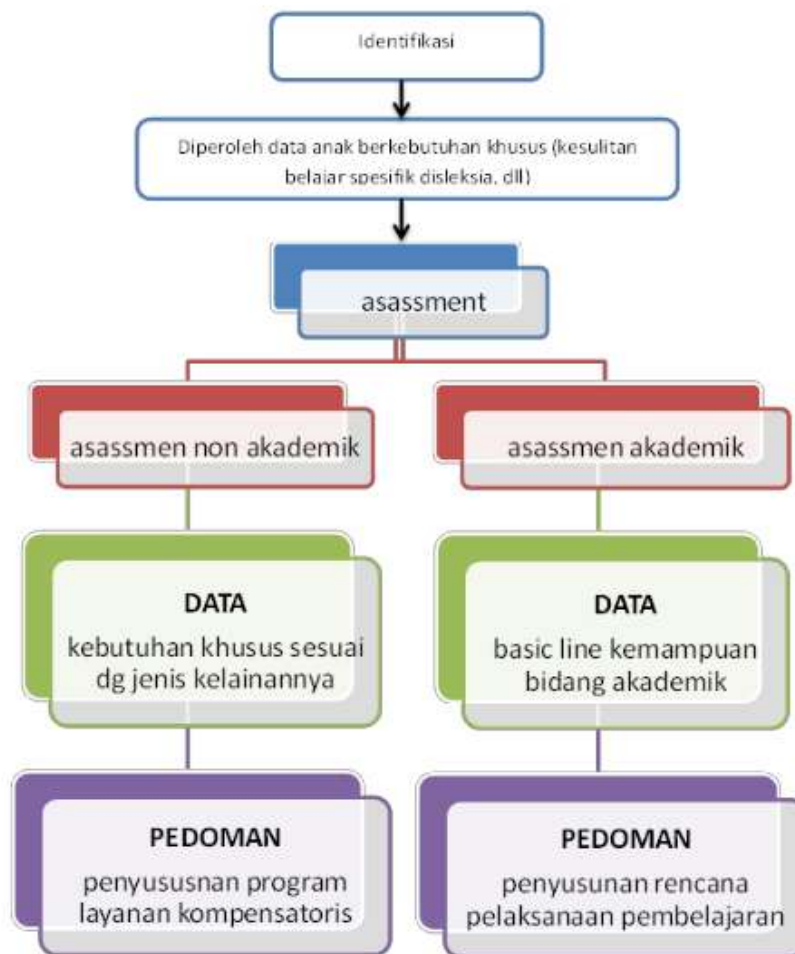 Identifikasi
Diperoleh data anak berkebutuhan khusus (kesulitan
belajar spesifik disleksia, dll)
asassment
asassmen non akademik
asassmen akademik
DATA
kebutuhan khusus sesuai
dg jenis kelainannya
DATA
basic line kemampuan
bidang akademik
PEDOMAN
penyususnan program
layanan kompensatoris
PEDOMAN
penyusunan rencana
pelaksanaan pembelajaran